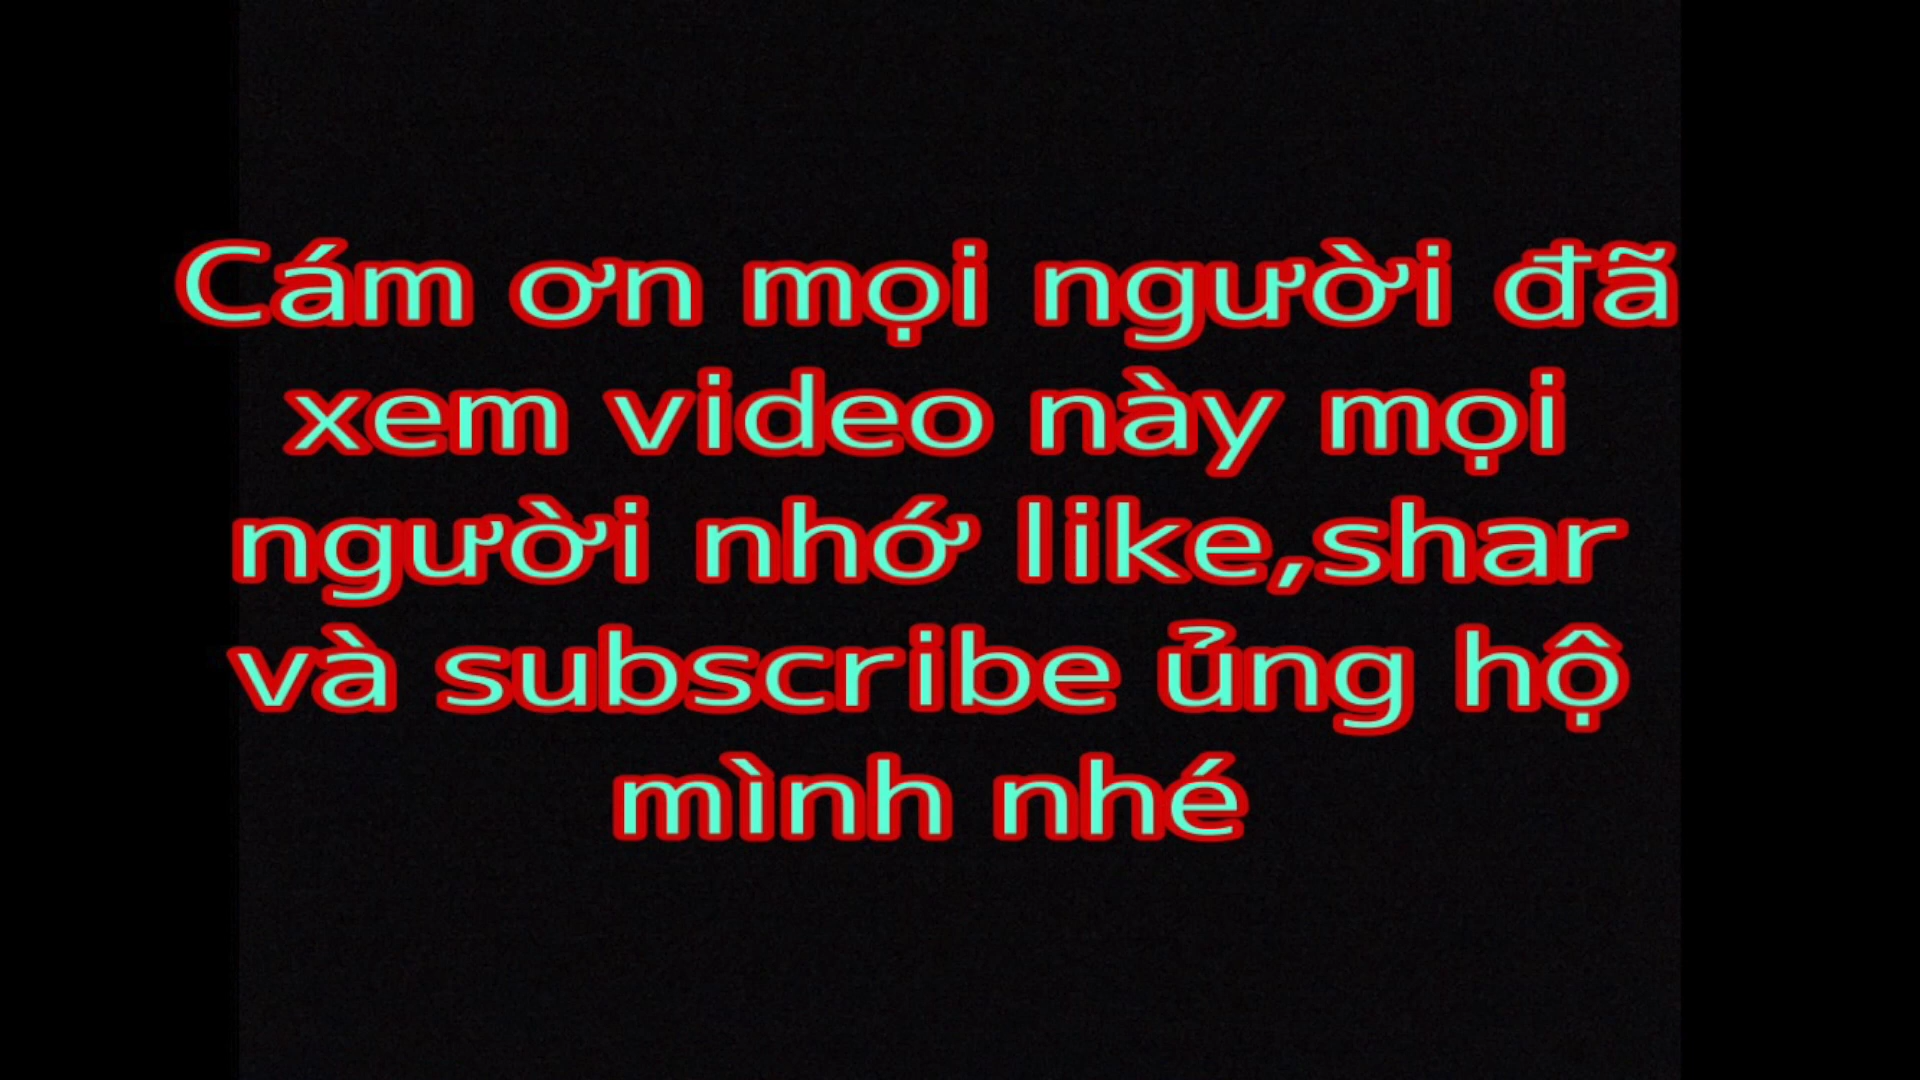 Cám ơn mọi người đã
xem video này mọi
người nhớ like,shar
và subscribe ủng hộ
mình nhé